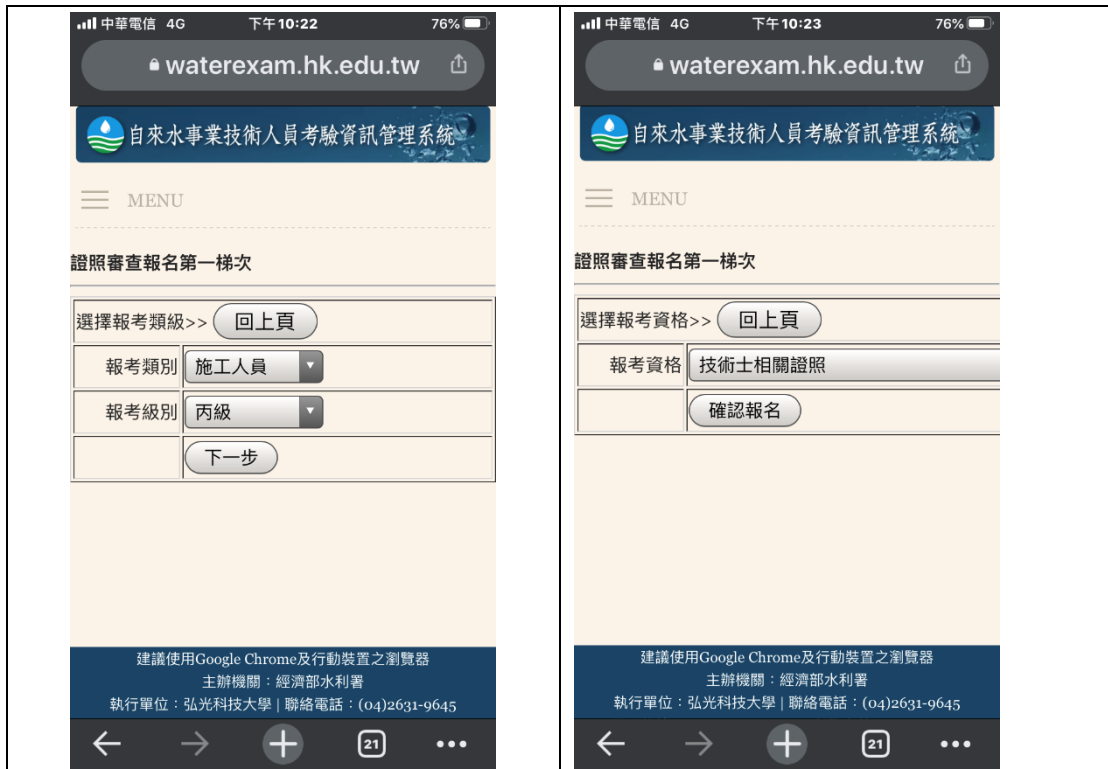 中華電信 4G 下午10:22 76%
waterexam.hk.edu.tw
自來水事業技術人員考驗資訊管理系統
MENU
證照審查報名第一梯次
選擇報考類級>> 回上頁
報考類別 施工人員
報考級別 丙級
下一步
建議使用Google Chrome及行動裝置之瀏覽器
主辦機關：經濟部水利署
執行單位：弘光科技大學 | 聯絡電話：(04)2631-9645
21
中華電信 4G 下午10:23 76%
waterexam.hk.edu.tw
自來水事業技術人員考驗資訊管理系統
MENU
證照審查報名第一梯次
選擇報考資格>> 回上頁
報考資格 技術士相關證照
確認報名
建議使用Google Chrome及行動裝置之瀏覽器
主辦機關：經濟部水利署
執行單位：弘光科技大學 | 聯絡電話：(04)2631-9645
21